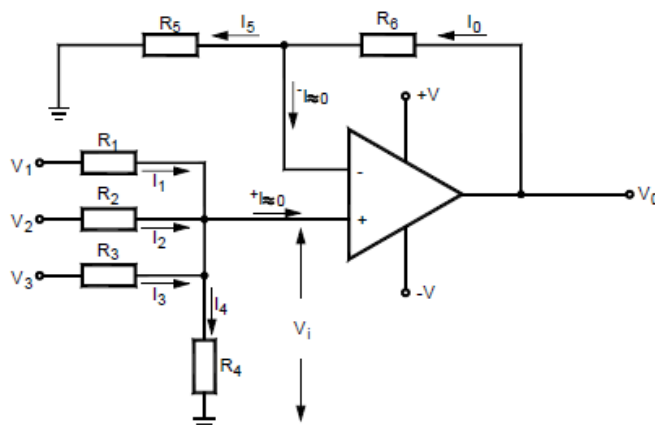 R5 I5 R6 I0
-I≈0 +V
R1
V1 I1 -
R2 +I≈0
V2 I2 + V0
R3
V3 I3 -V
I4
Vi
R4